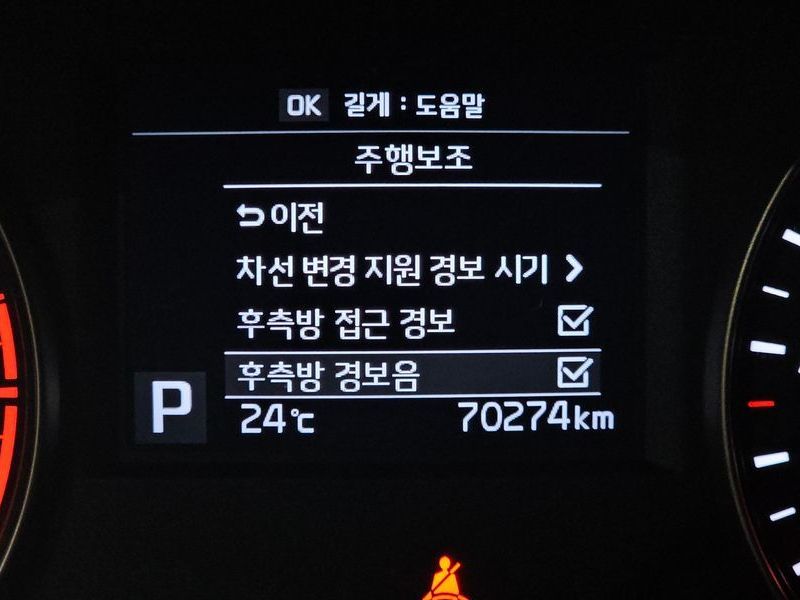 OK 길게 : 도움말
주행보조
이전
차선 변경 지원 경보 시기
후측방 접근 경보
후측방 경보음
P
24℃ 70274km